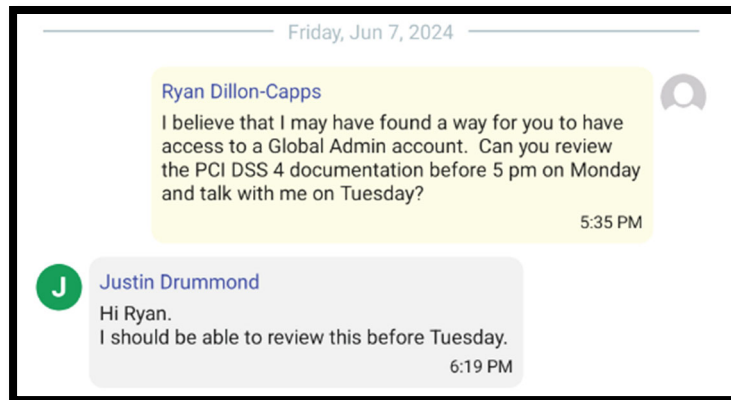 Friday, Jun 7, 2024
Ryan Dillon-Capps
I believe that I may have found a way for you to have
access to a Global Admin account.  Can you review
the PCI DSS 4 documentation before 5 pm on Monday
and talk with me on Tuesday?
5:35 PM
J
Justin Drummond
Hi Ryan.
I should be able to review this before Tuesday.
6:19 PM